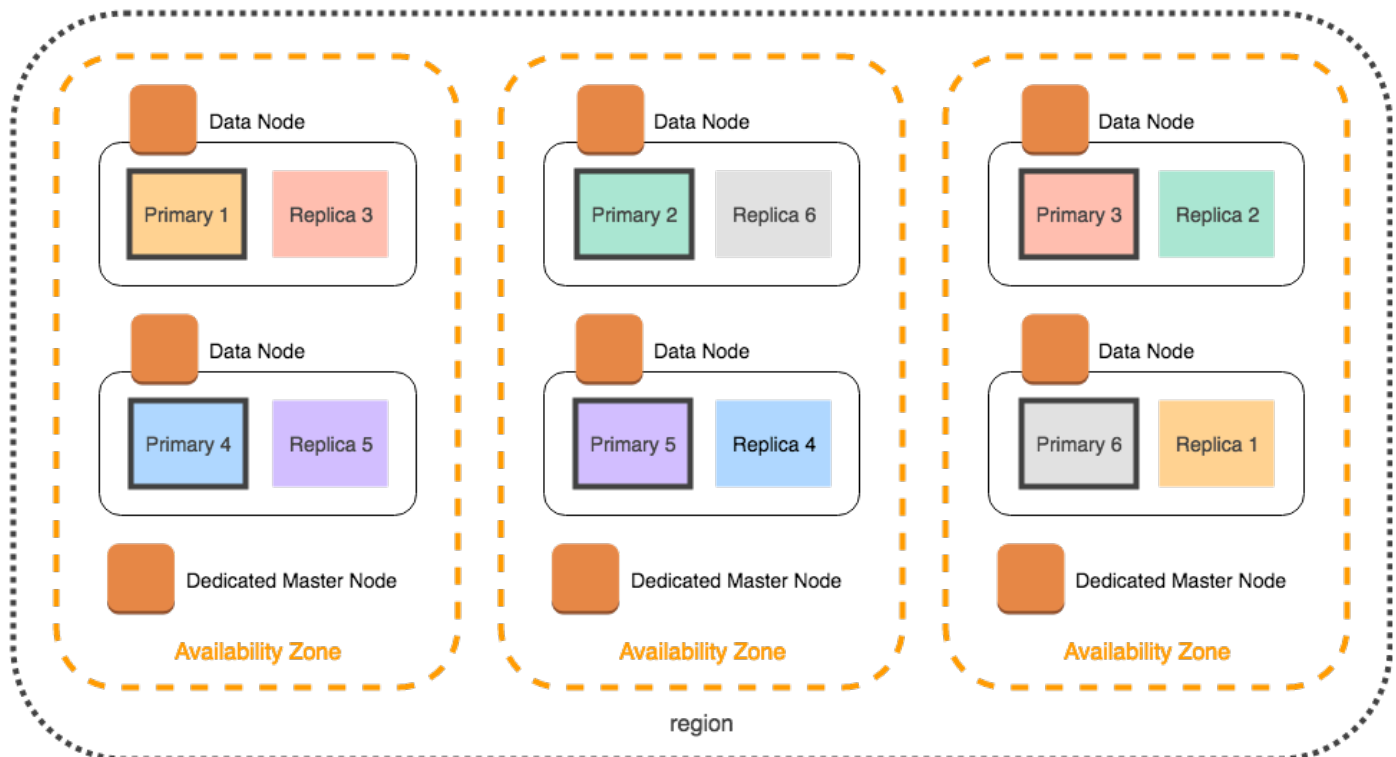 Data Node
Primary 1
Replica 3
Data Node
Primary 4
Replica 5
Dedicated Master Node
Availability Zone
Data Node
Primary 2
Replica 6
Data Node
Primary 5
Replica 4
Dedicated Master Node
Availability Zone
Data Node
Primary 3
Replica 2
Data Node
Primary 6
Replica 1
Dedicated Master Node
Availability Zone
region